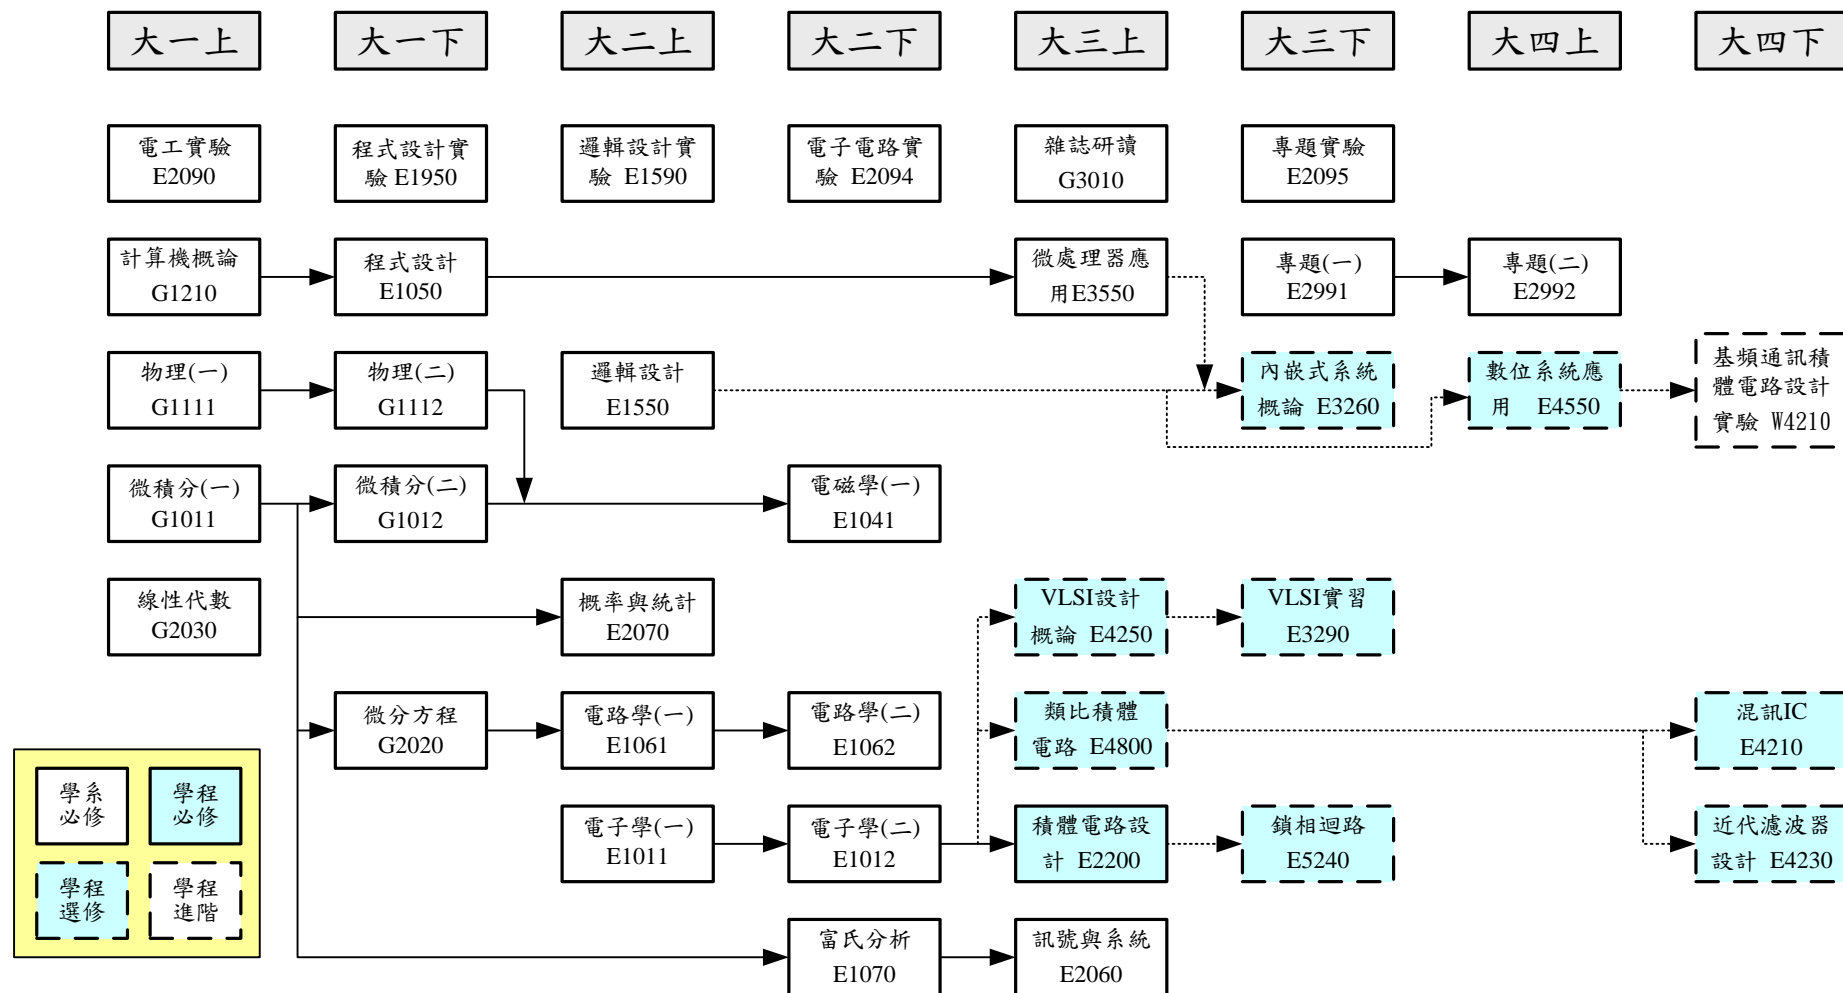 大一上
大一下
大二上
大二下
大三上
大三下
大四上
大四下
電工實驗
E2090
程式設計實
驗 E1950
邏輯設計實
驗 E1590
電子電路實
驗 E2094
雜誌研讀
G3010
專題實驗
E2095
計算機概論
G1210
程式設計
E1050
微處理器應
用E3550
專題(一)
E2991
專題(二)
E2992
物理(一)
G1111
物理(二)
G1112
邏輯設計
E1550
內嵌式系統
概論 E3260
數位系統應
用 E4550
基頻通訊積
體電路設計
實驗 W4210
微積分(一)
G1011
微積分(二)
G1012
電磁學(一)
E1041
線性代數
G2030
概率與統計
E2070
VLSI設計
概論 E4250
VLSI實習
E3290
微分方程
G2020
電路學(一)
E1061
電路學(二)
E1062
類比積體
電路 E4800
混訊IC
E4210
電子學(一)
E1011
電子學(二)
E1012
積體電路設
計 E2200
鎖相迴路
E5240
近代濾波器
設計 E4230
富氏分析
E1070
訊號與系統
E2060
學系
必修
學程
必修
學程
選修
學程
進階